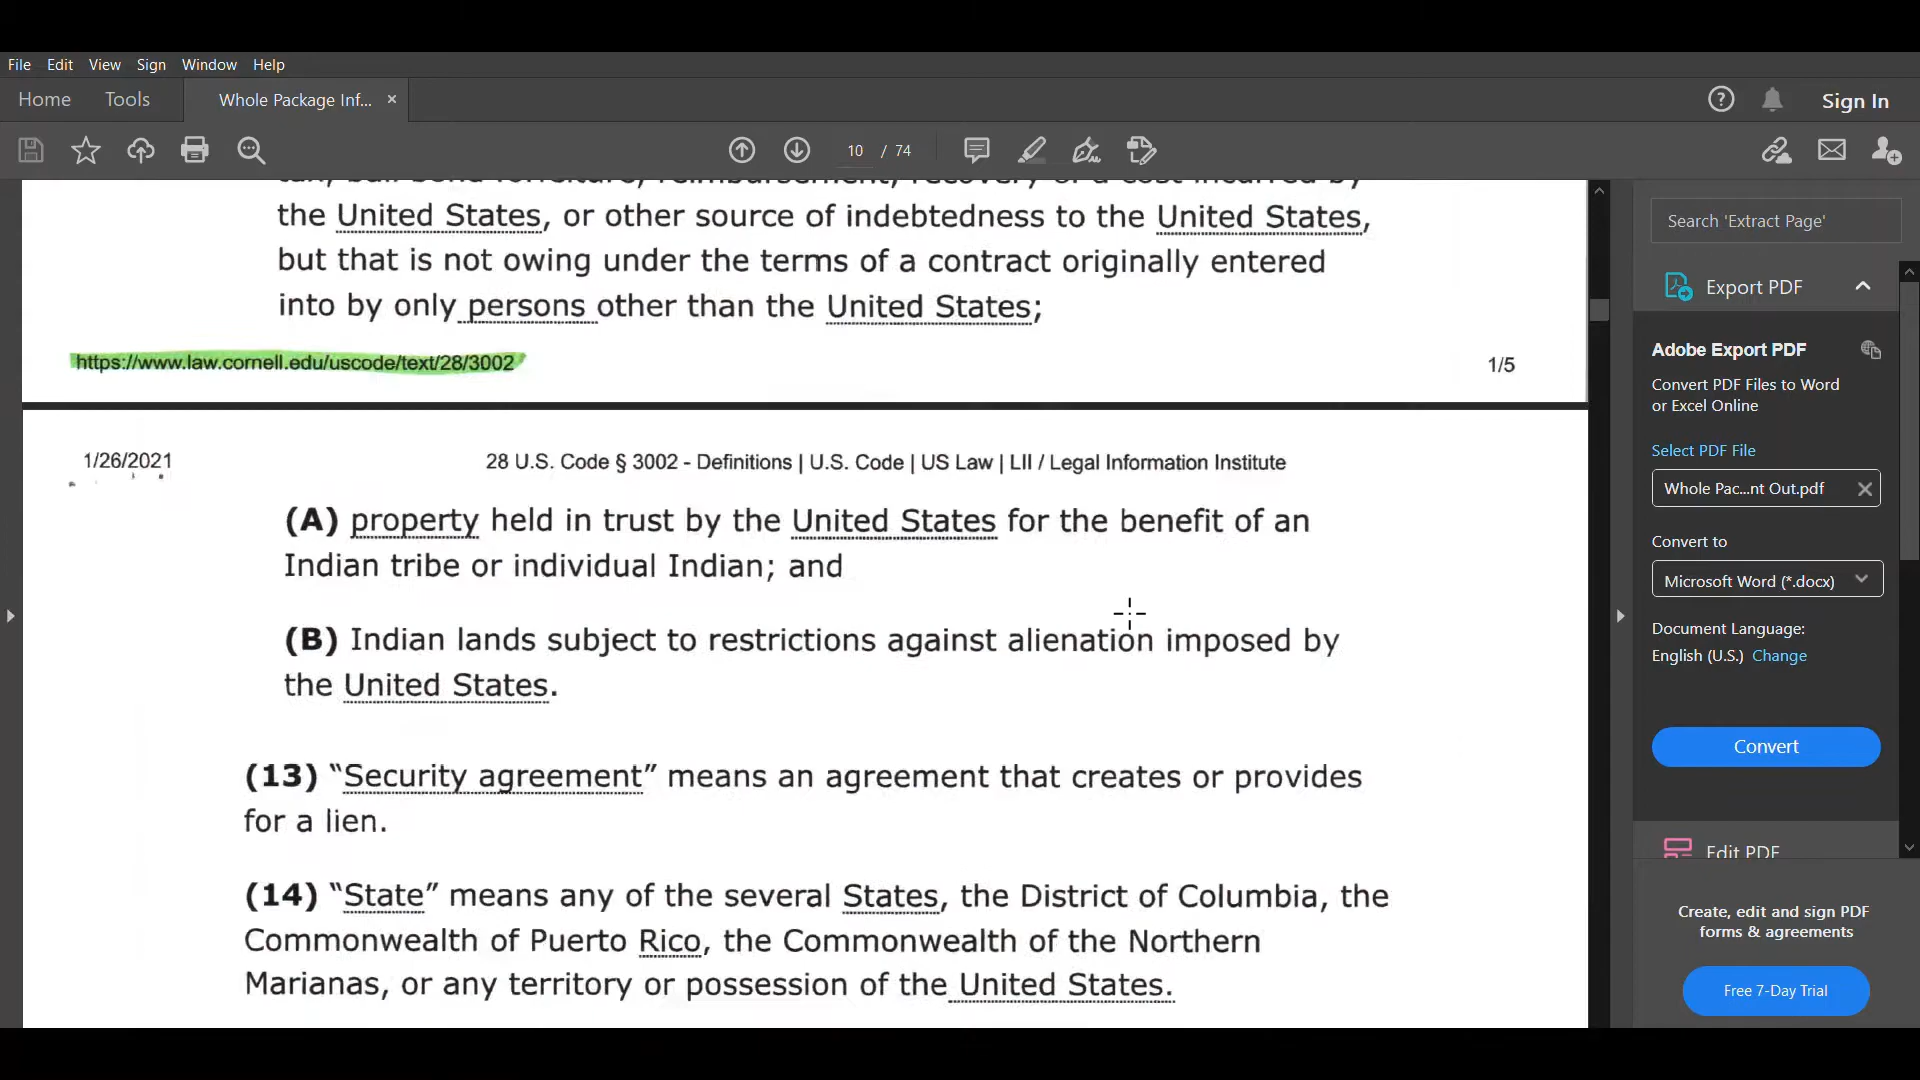 File Edit View Sign Window Help
Home Tools Whole Package Inf... ×
Sign In
10 / 74
tax, bail bond forfeiture, reimbursement, recovery of a cost incurred by
the United States, or other source of indebtedness to the United States,
but that is not owing under the terms of a contract originally entered
into by only persons other than the United States;
https://www.law.cornell.edu/uscode/text/28/3002
1/5
1/26/2021
28 U.S. Code § 3002 - Definitions | U.S. Code | US Law | LII / Legal Information Institute
(A) property held in trust by the United States for the benefit of an
Indian tribe or individual Indian; and
(B) Indian lands subject to restrictions against alienation imposed by
the United States.
(13) “Security agreement” means an agreement that creates or provides
for a lien.
(14) “State” means any of the several States, the District of Columbia, the
Commonwealth of Puerto Rico, the Commonwealth of the Northern
Marianas, or any territory or possession of the United States.
Search 'Extract Page'
Export PDF
Adobe Export PDF
Convert PDF Files to Word
or Excel Online
Select PDF File
Whole Pac...nt Out.pdf
Convert to
Microsoft Word (*.docx)
Document Language:
English (U.S.) Change
Convert
Edit PDF
Create, edit and sign PDF
forms & agreements
Free 7-Day Trial